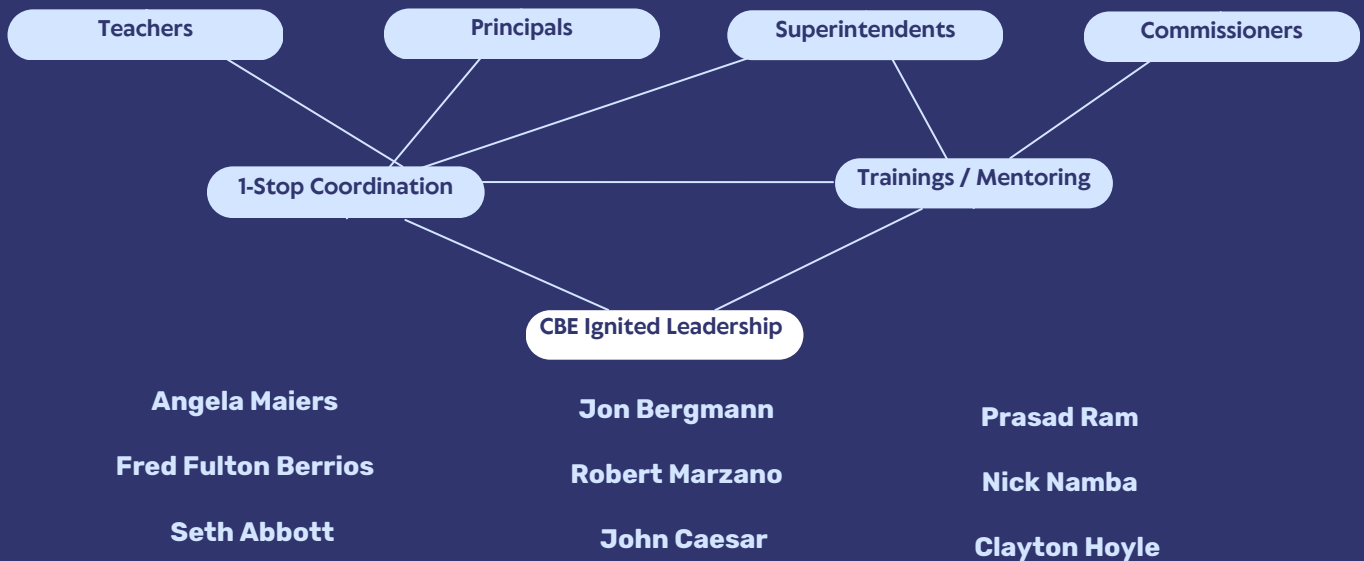 Teachers
Principals
Superintendents
Commissioners
1-Stop Coordination
Trainings / Mentoring
CBE Ignited Leadership
Angela Maiers
Jon Bergmann
Prasad Ram
Fred Fulton Berrios
Robert Marzano
Nick Namba
Seth Abbott
John Caesar
Clayton Hoyle